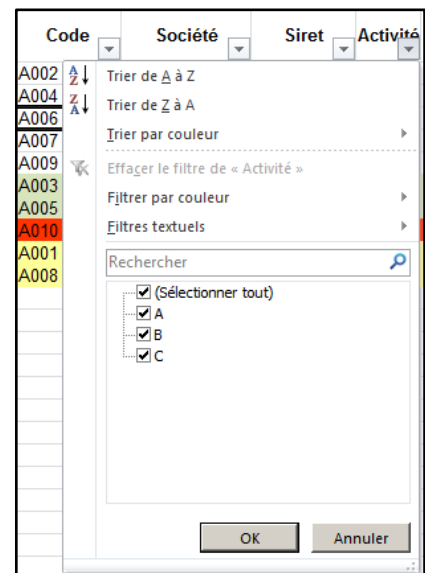 Code Société Siret Activité
A002
A004
A006
A007
A009
A003
A005
A010
A001
A008
Trier de A à Z
Trier de Z à A
Trier par couleur
Effacer le filtre de « Activité »
Filtrer par couleur
Filtres textuels
Rechercher
(Sélectionner tout)
A
B
C
OK Annuler